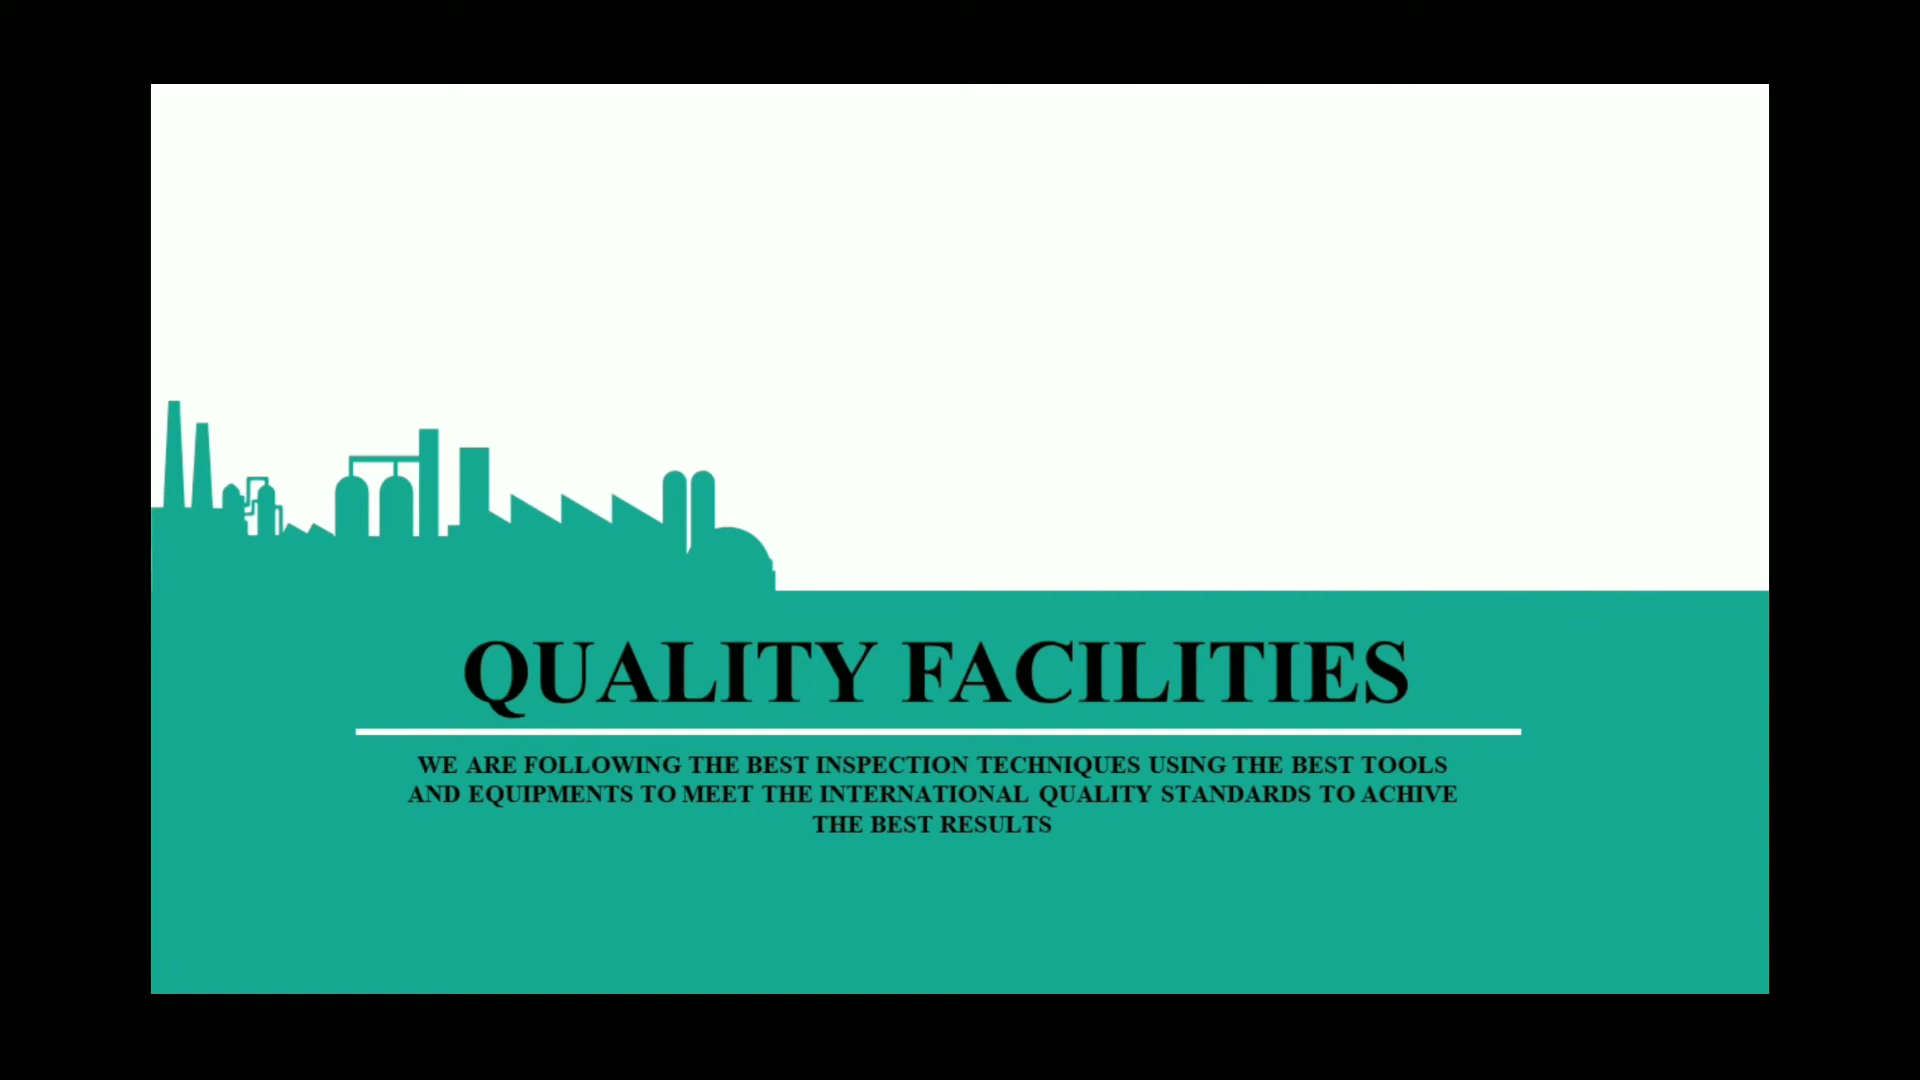 QUALITY FACILITIES
WE ARE FOLLOWING THE BEST INSPECTION TECHNIQUES USING THE BEST TOOLS
AND EQUIPMENTS TO MEET THE INTERNATIONAL QUALITY STANDARDS TO ACHIVE
THE BEST RESULTS